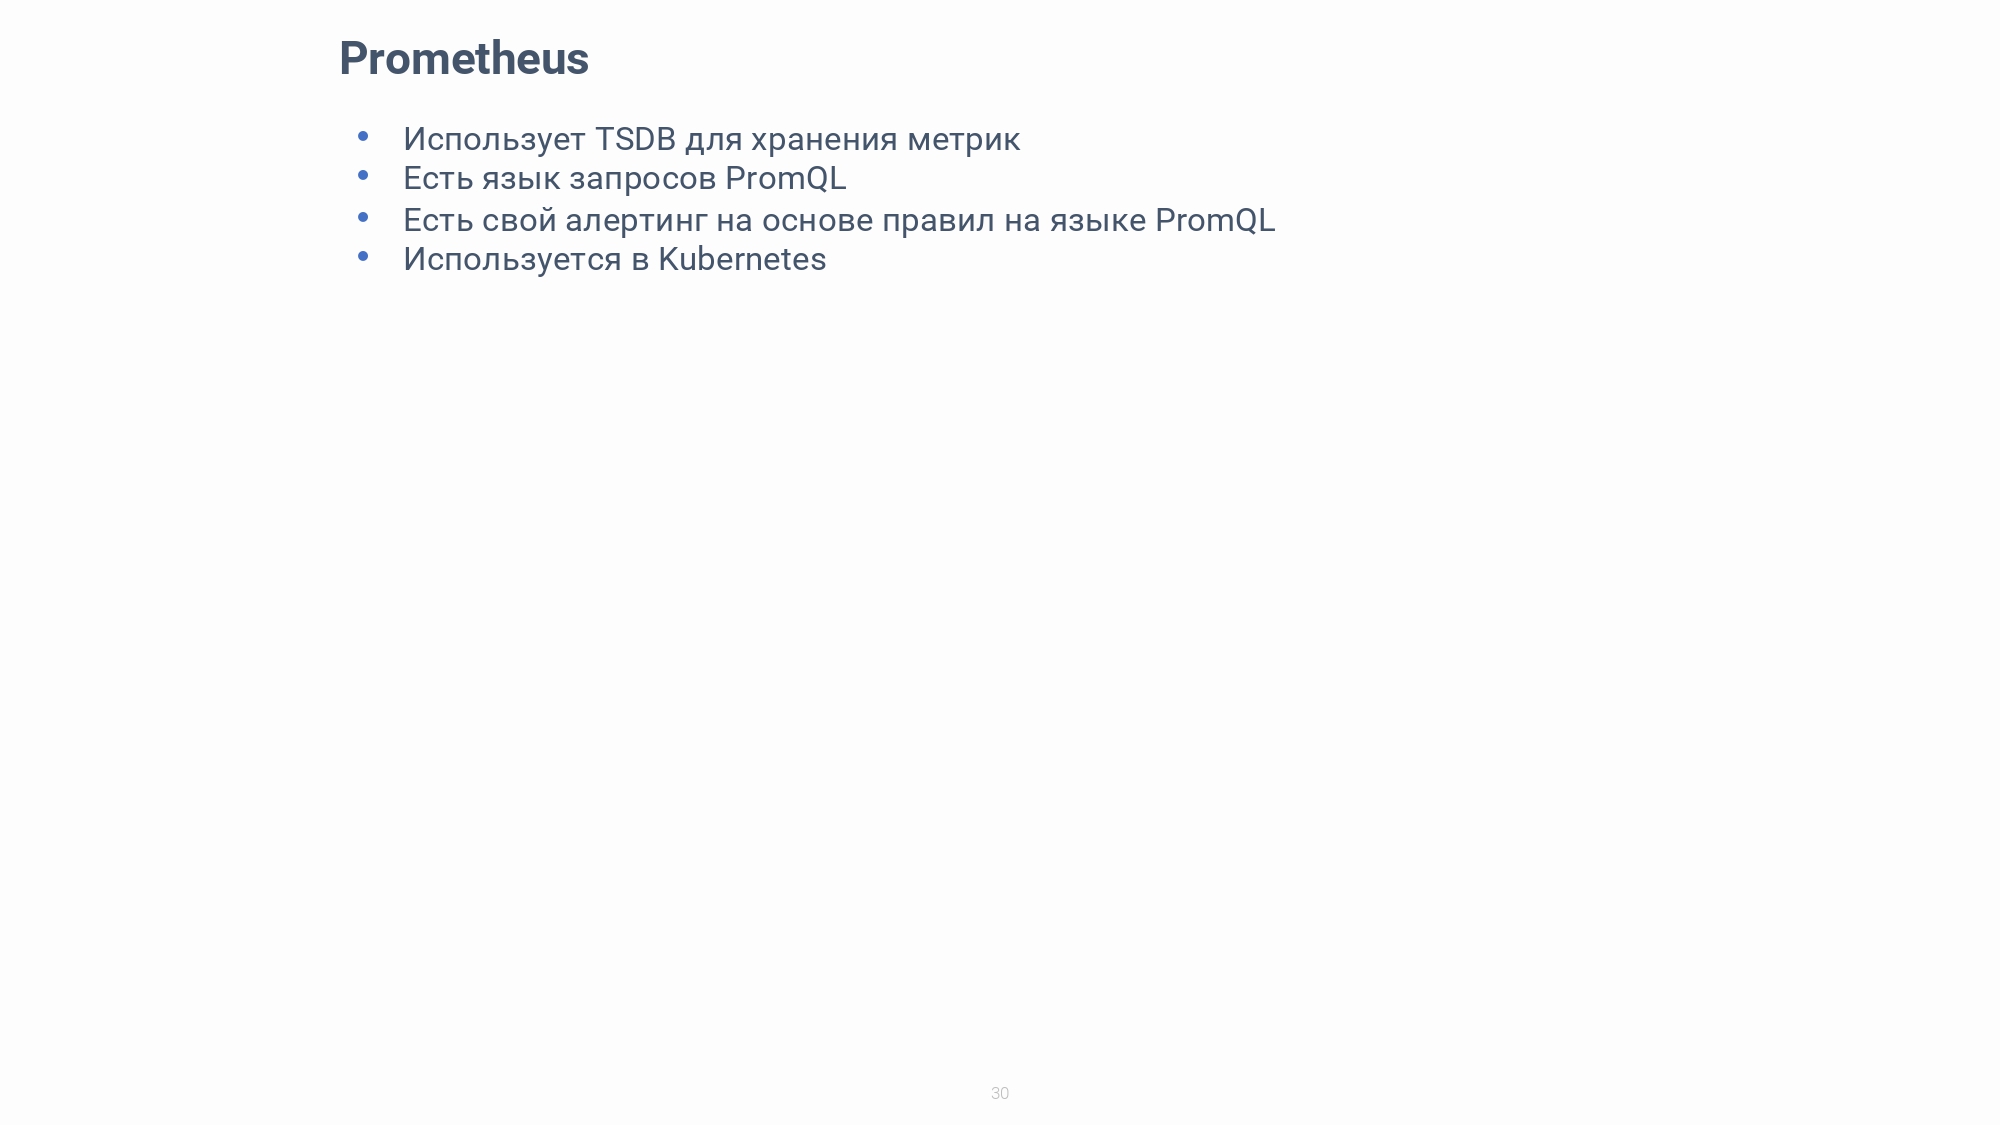 Prometheus
• Использует TSDB для хранения метрик
• Есть язык запросов PromQL
• Есть свой алертинг на основе правил на языке PromQL
• Используется в Kubernetes
30